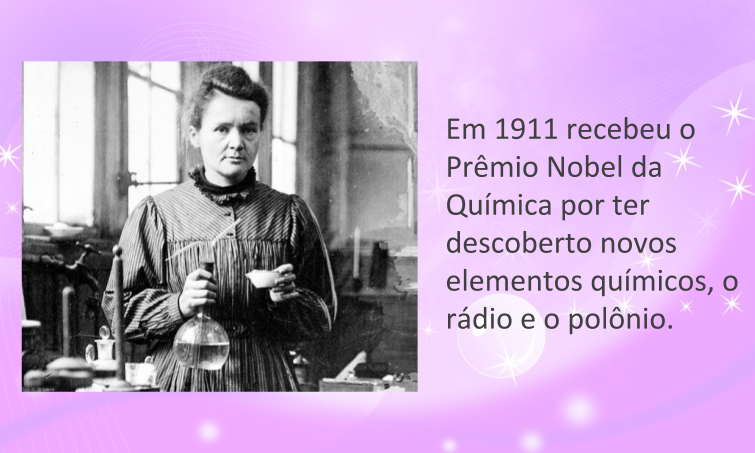 Em 1911 recebeu o
Prêmio Nobel da
Química por ter
descoberto novos
elementos químicos, o
rádio e o polônio.